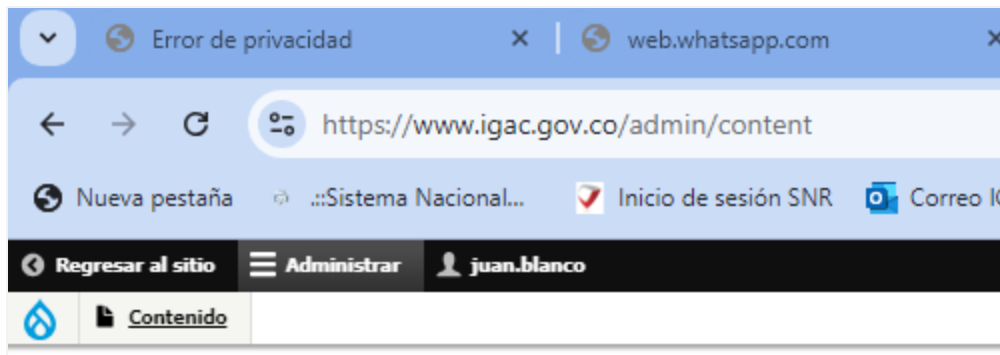 Error de privacidad web.whatsapp.com
https://www.igac.gov.co/admin/content
Nueva pestaña .::Sistema Nacional... Inicio de sesión SNR Correo
Regresar al sitio Administrar juan.blanco
Contenido